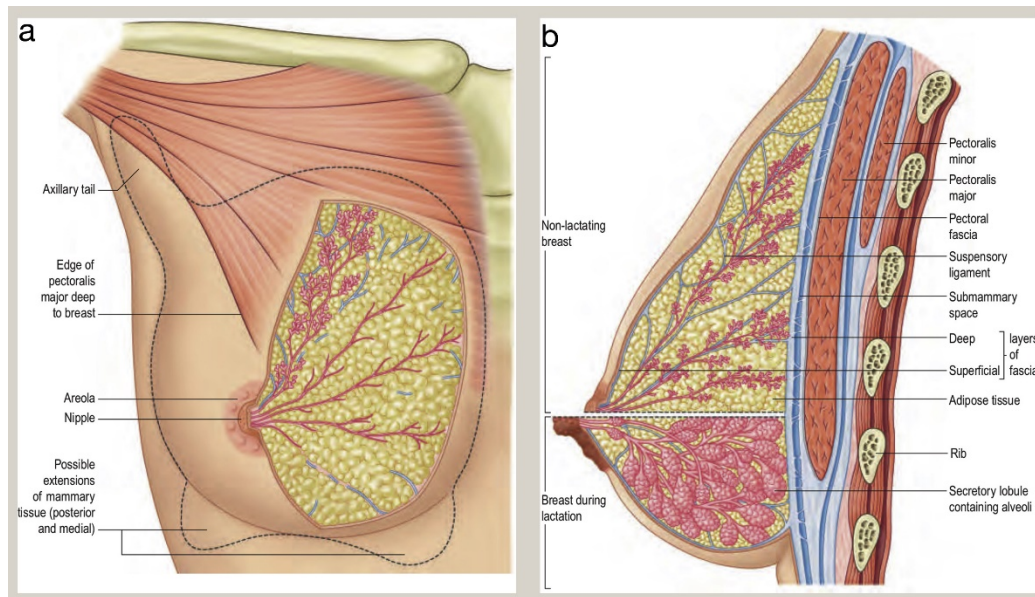 a
Axillary tail
Edge of
pectoralis
major deep
to breast
Areola
Nipple
Possible
extensions
of mammary
tissue (posterior
and medial)
b
Non-lactating
breast
Breast during
lactation
Pectoralis
minor
Pectoralis
major
Pectoral
fascia
Suspensory
ligament
Submammary
space
Deep
Superficial
layers
of
fascia
Adipose tissue
Rib
Secretory lobule
containing alveoli